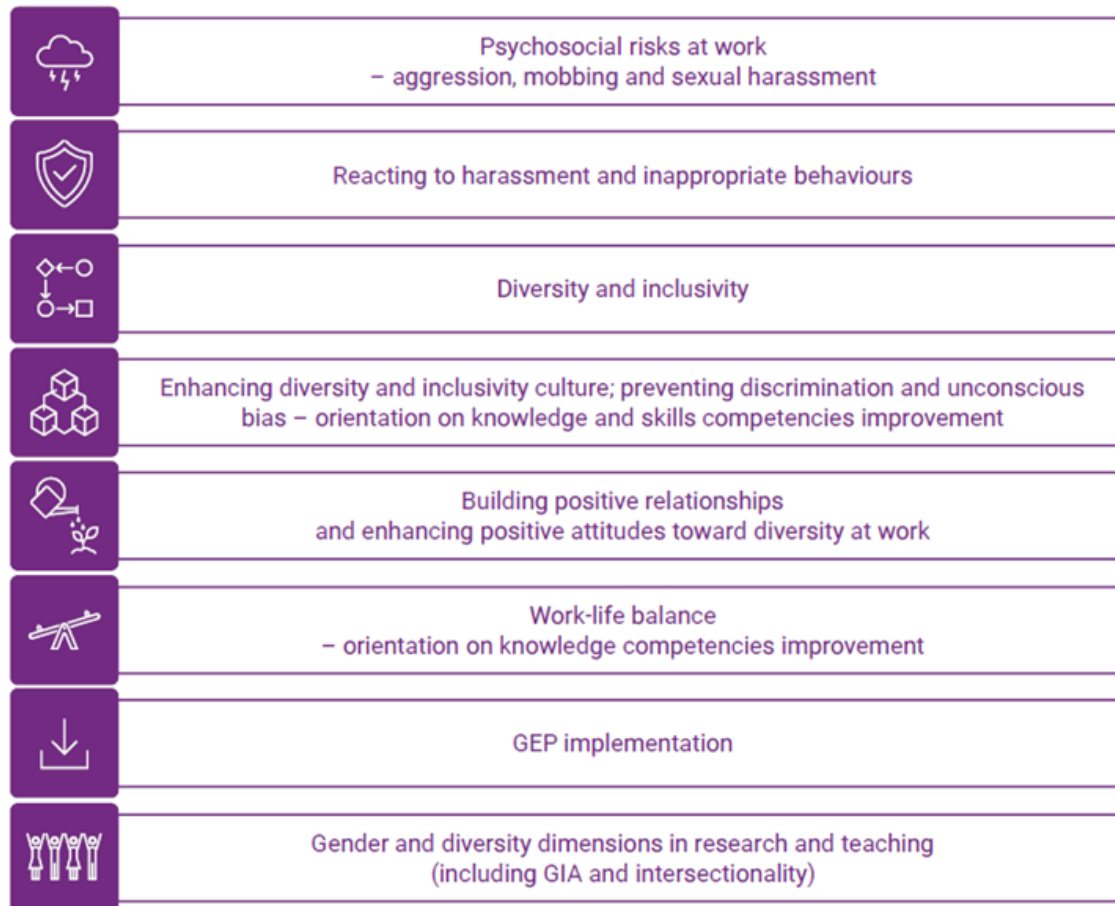 Psychosocial risks at work
– aggression, mobbing and sexual harassment
Reacting to harassment and inappropriate behaviours
Diversity and inclusivity
Enhancing diversity and inclusivity culture; preventing discrimination and unconscious
bias – orientation on knowledge and skills competencies improvement
Building positive relationships
and enhancing positive attitudes toward diversity at work
Work-life balance
– orientation on knowledge competencies improvement
GEP implementation
Gender and diversity dimensions in research and teaching
(including GIA and intersectionality)